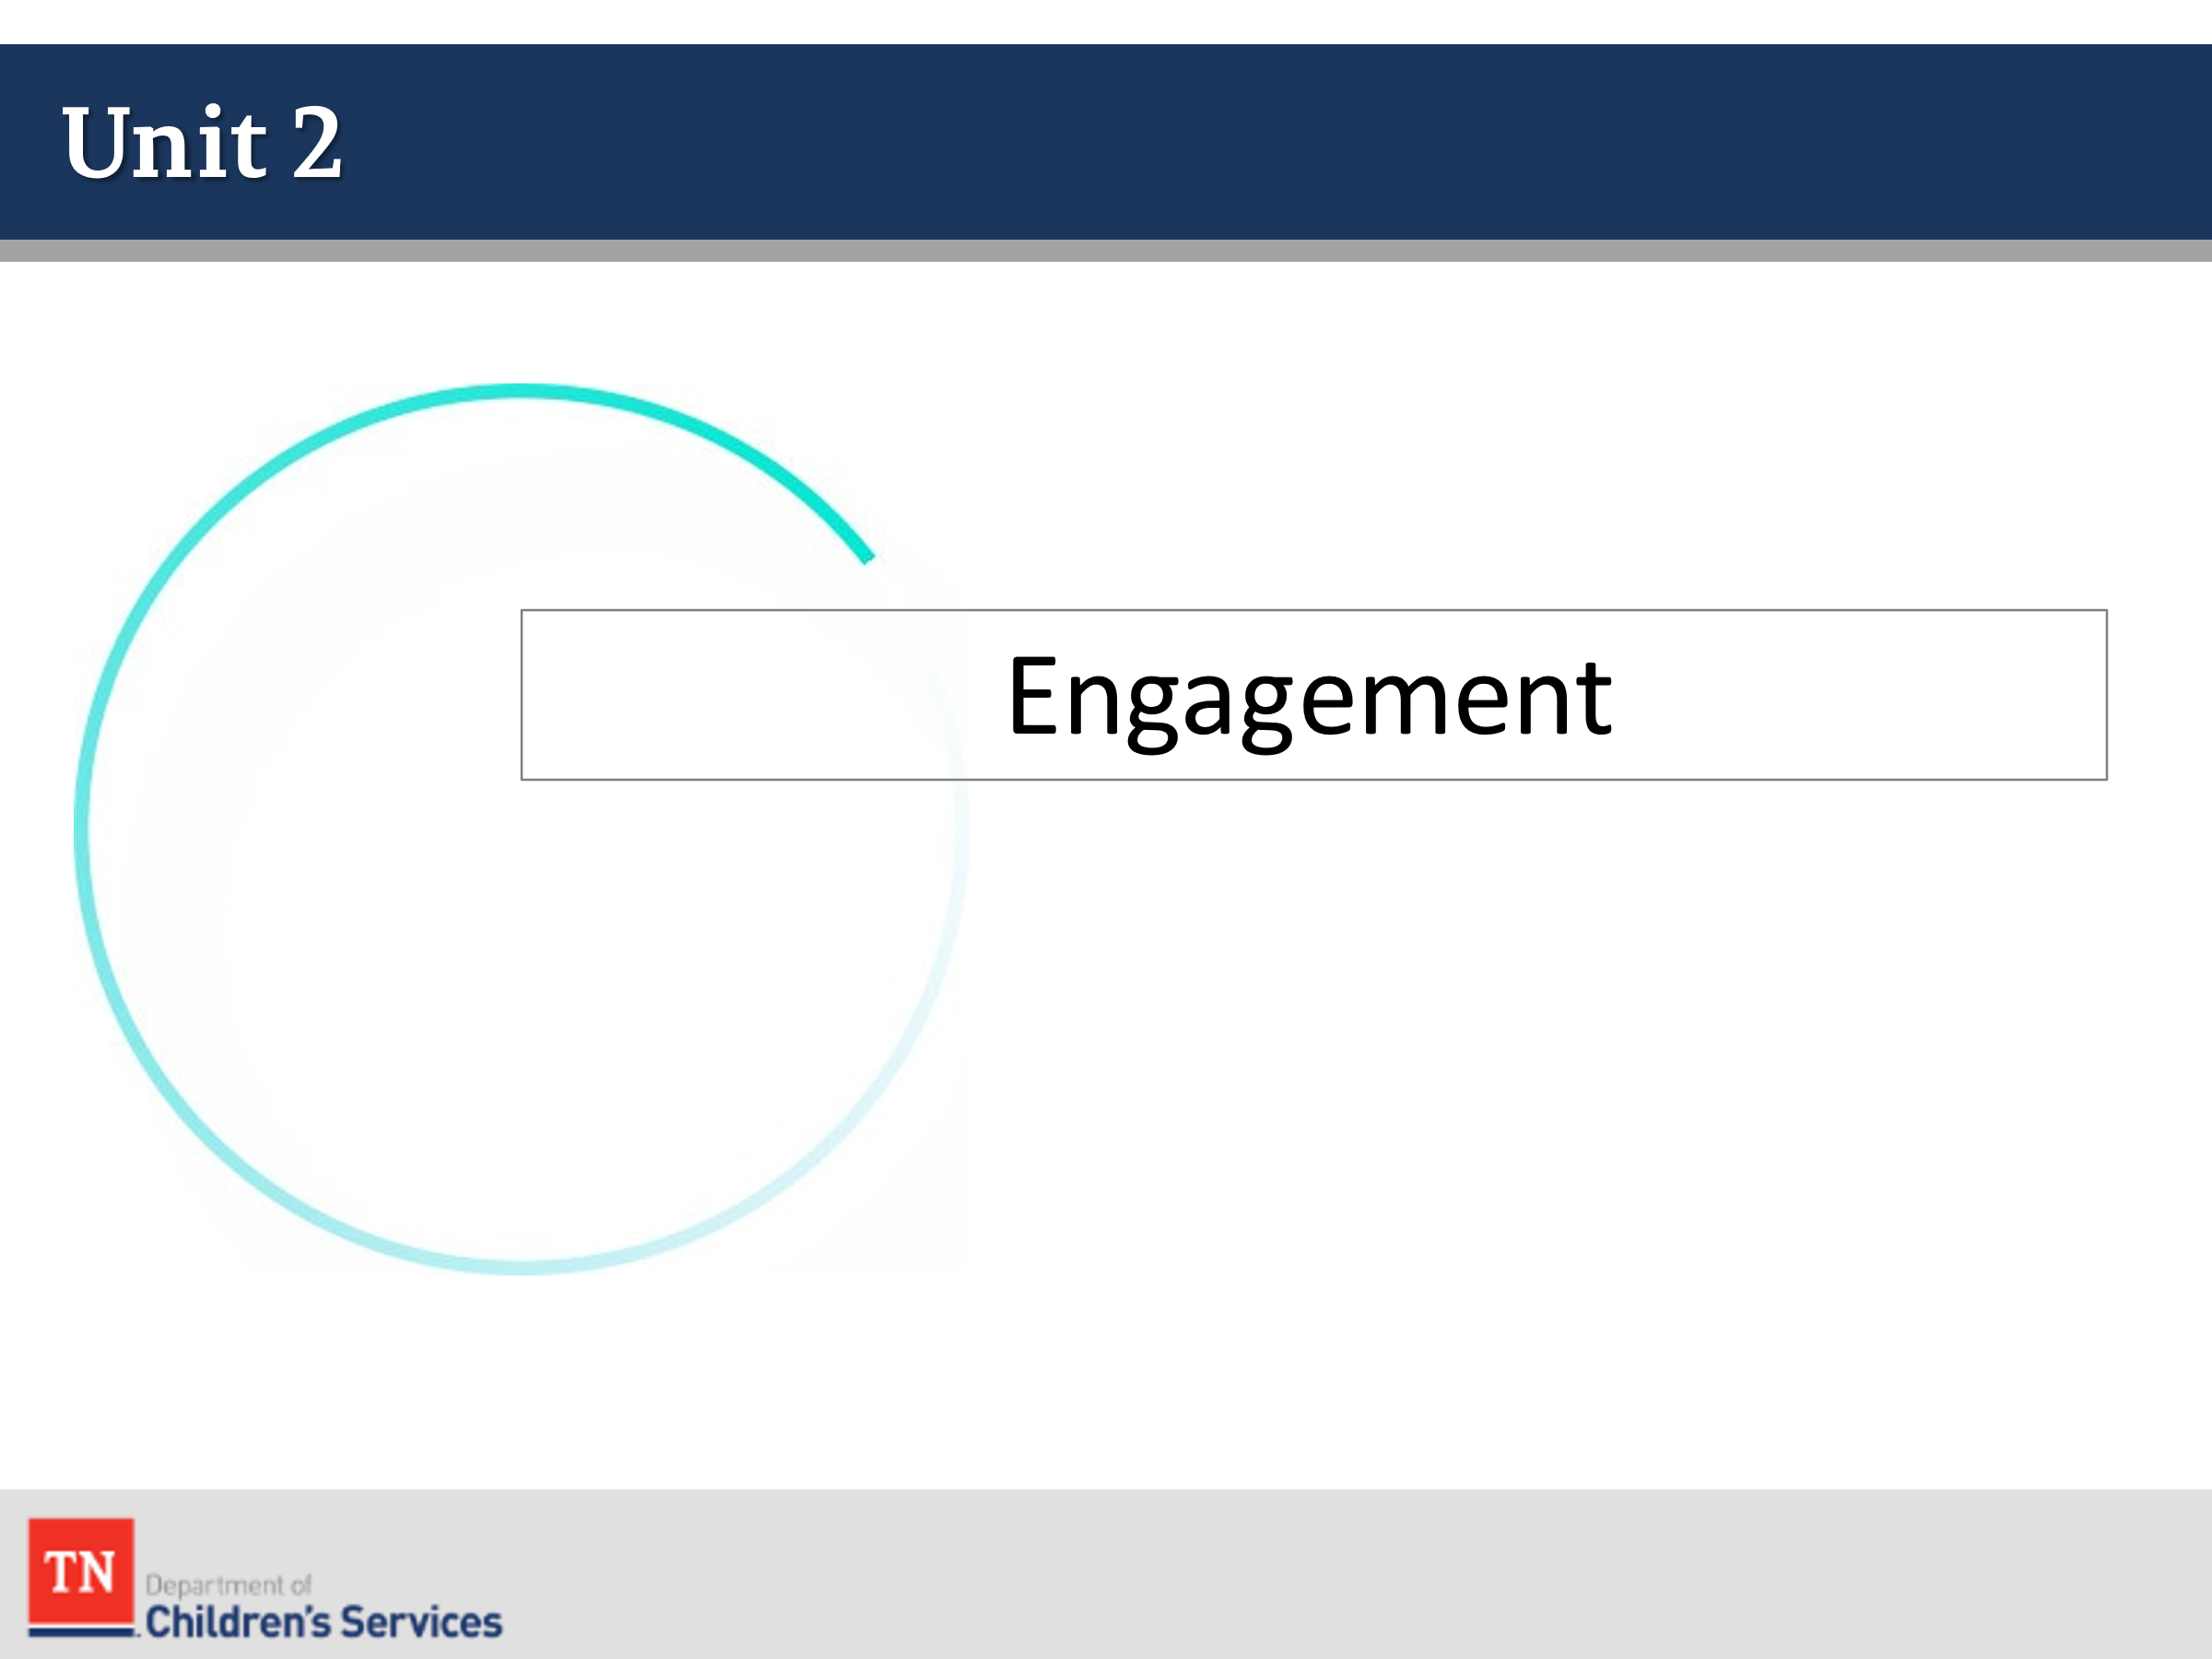 Unit 2
Engagement
TN
Department of
Children's Services